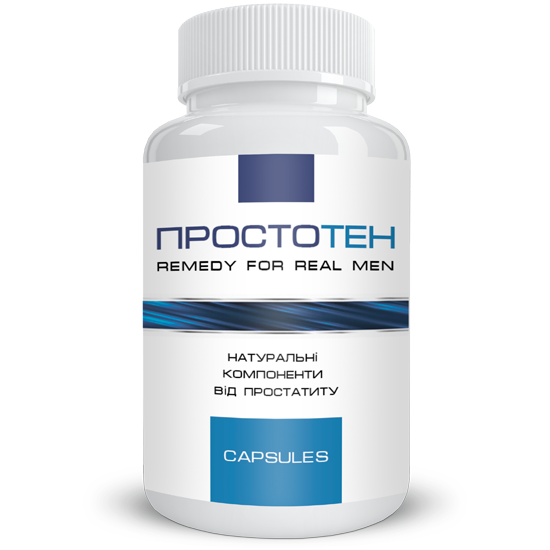 ПРОСТОТЕН
REMEDY FOR REAL MEN
НАТУРАЛЬНІ
КОМПОНЕНТИ
ВІД ПРОСТАТИТУ
CAPSULES